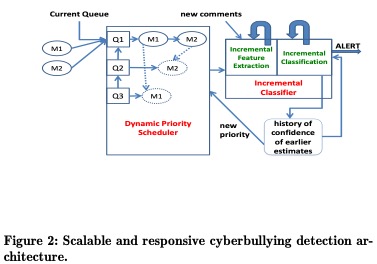 Current Queue
new comments
M1
M2
Q1
M1
M2
Q2
M2
Q3
M1
Dynamic Priority
Scheduler
Incremental
Feature
Extraction
Incremental
Classification
Incremental
Classifier
ALERT
new
priority
history of
confidence
of earlier
estimates
Figure 2: Scalable and responsive cyberbullying detection ar-
chitecture.